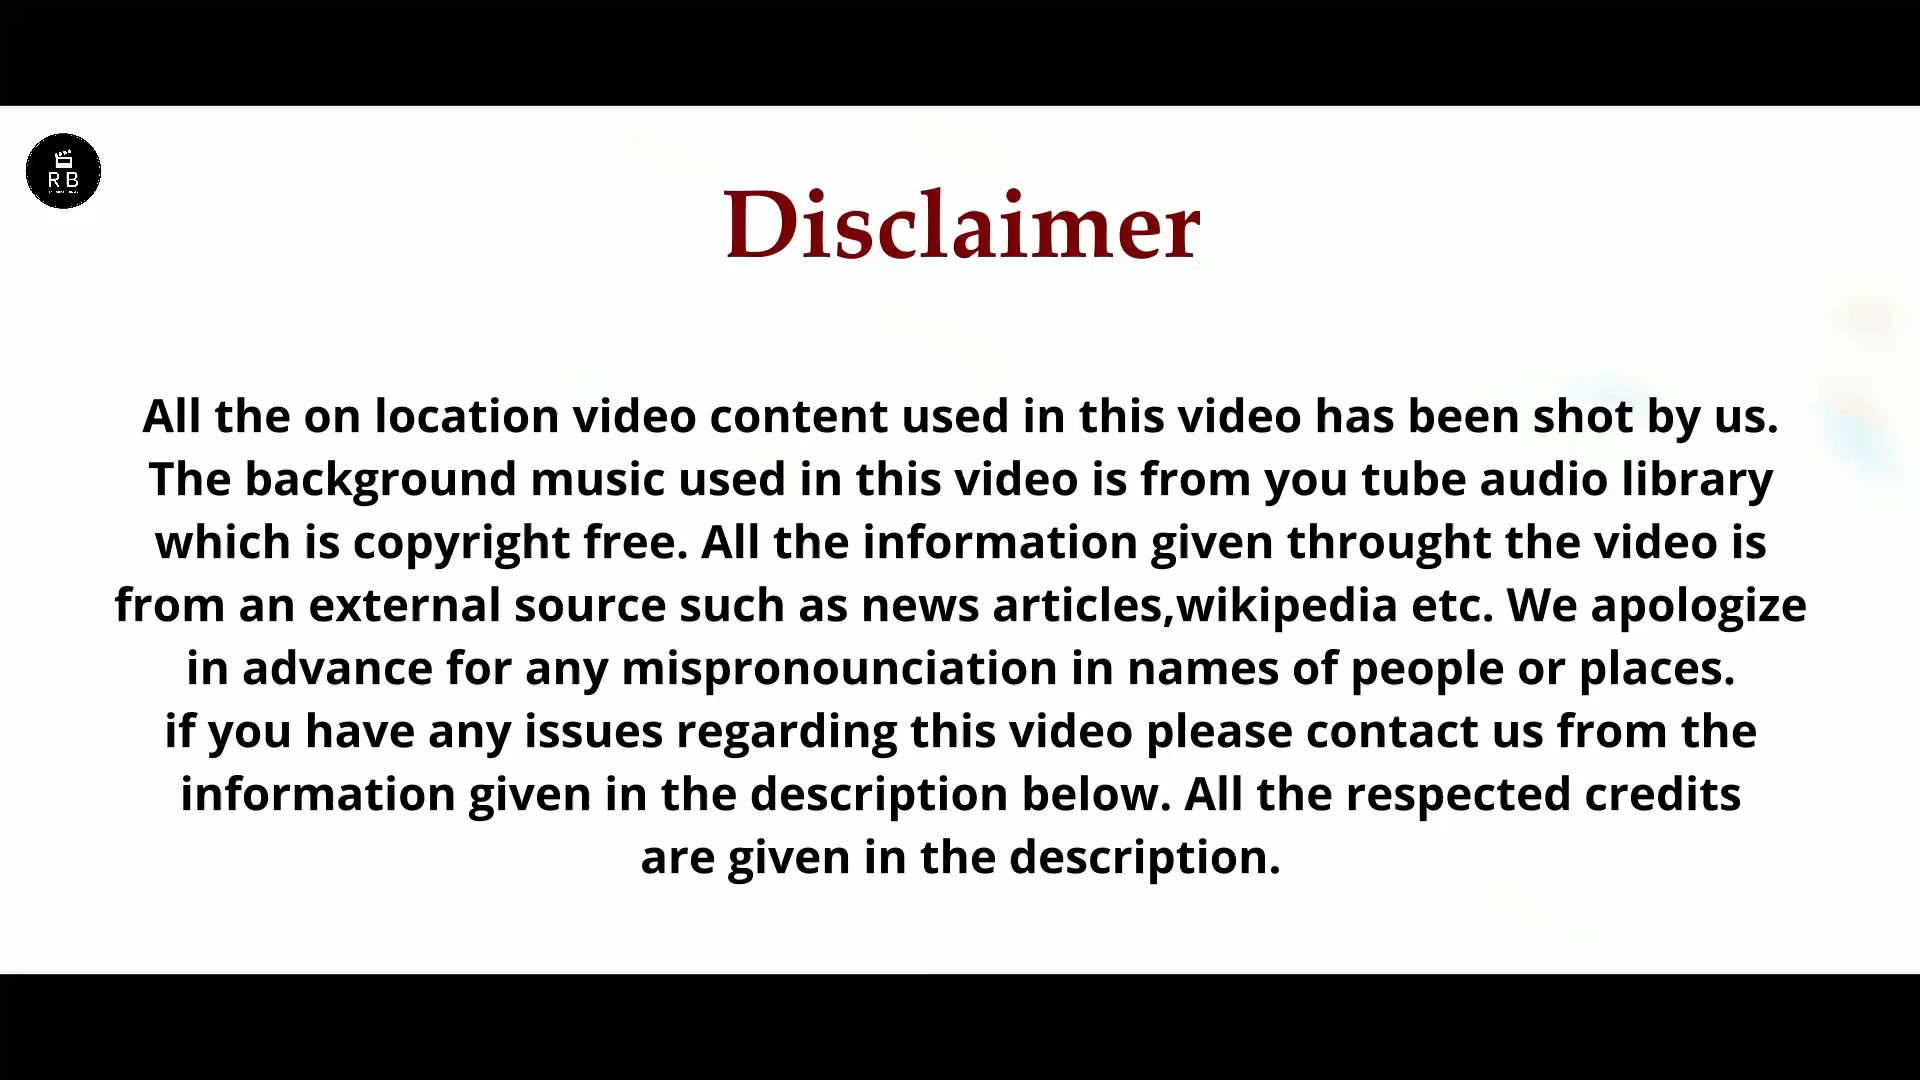 R B
Disclaimer
All the on location video content used in this video has been shot by us.
The background music used in this video is from you tube audio library
which is copyright free. All the information given throught the video is
from an external source such as news articles,wikipedia etc. We apologize
in advance for any mispronounciation in names of people or places.
if you have any issues regarding this video please contact us from the
information given in the description below. All the respected credits
are given in the description.